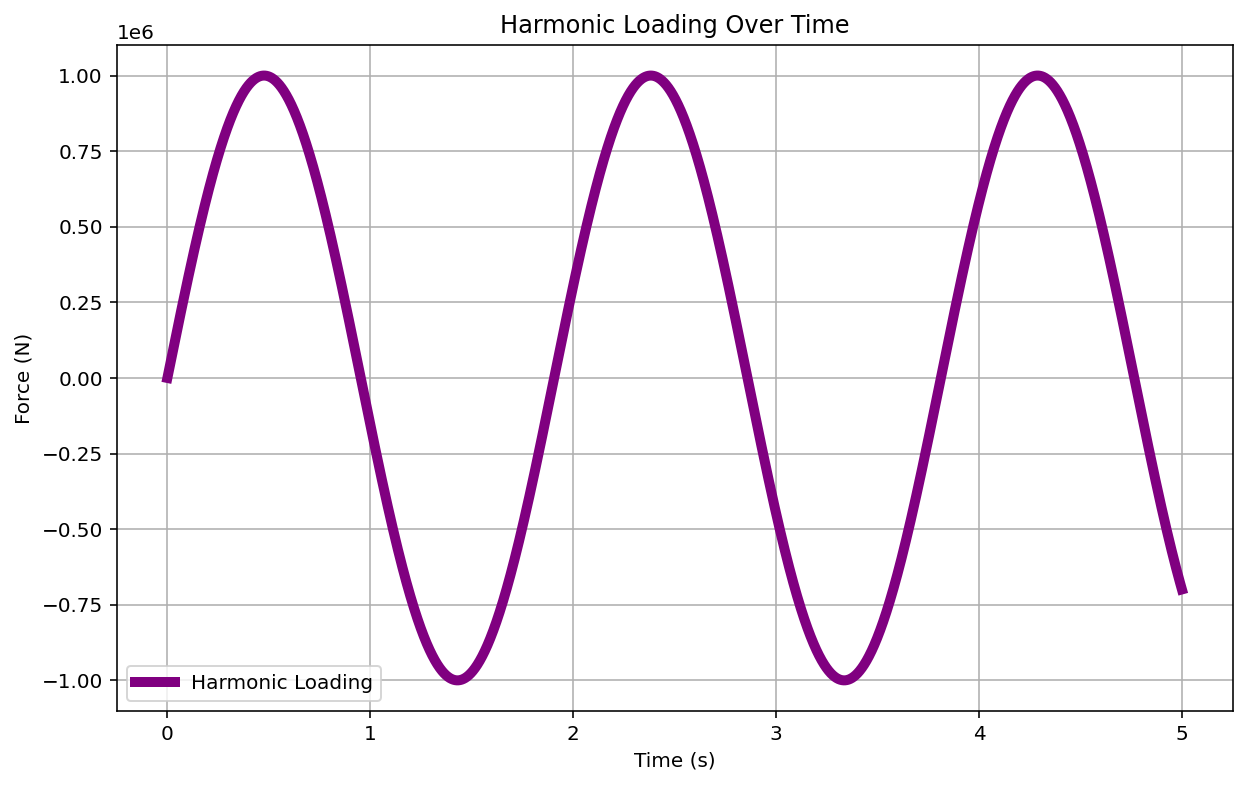 Harmonic Loading Over Time
1e6
1.00
0.75
0.50
0.25
0.00
−0.25
−0.50
−0.75
−1.00
Force (N)
Harmonic Loading
0 1 2 3 4 5
Time (s)